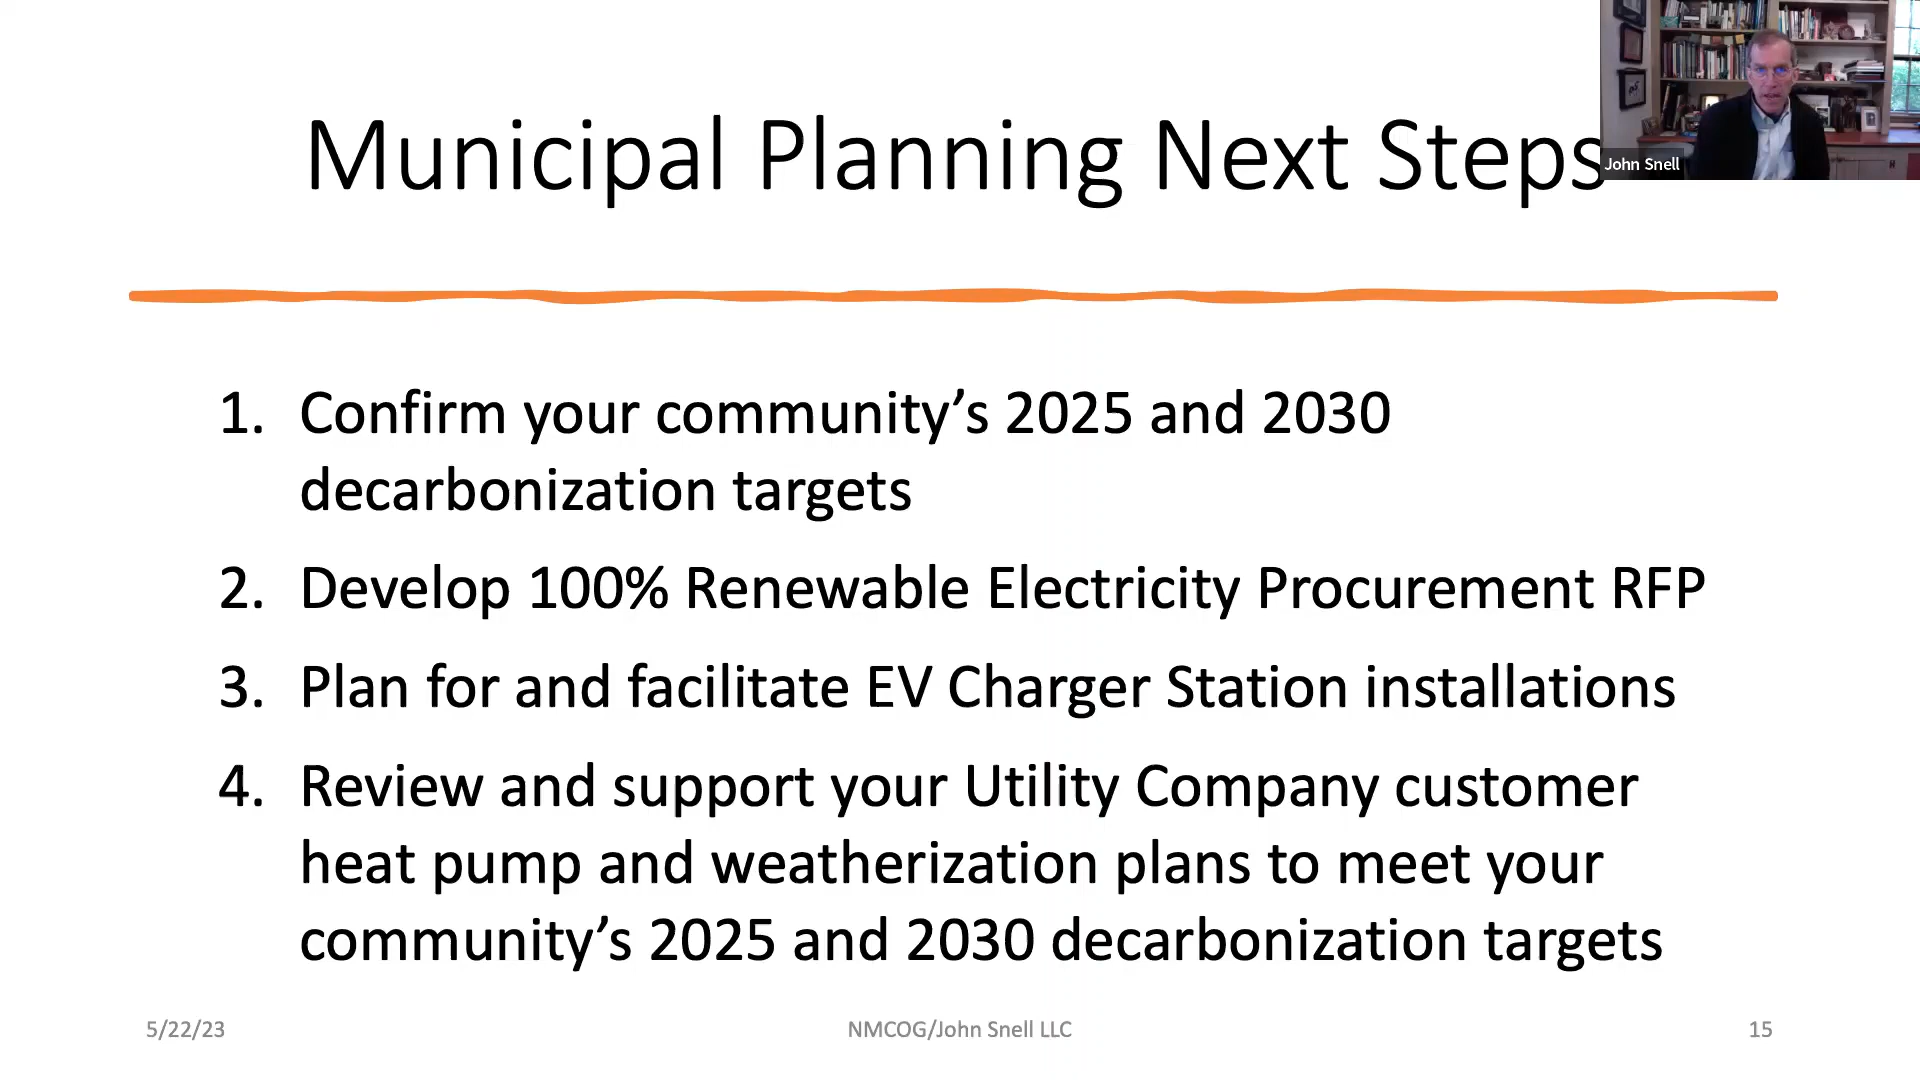 Municipal Planning Next Steps
John Snell
1. Confirm your community’s 2025 and 2030
decarbonization targets
2. Develop 100% Renewable Electricity Procurement RFP
3. Plan for and facilitate EV Charger Station installations
4. Review and support your Utility Company customer
heat pump and weatherization plans to meet your
community’s 2025 and 2030 decarbonization targets
5/22/23
NMCOG/John Snell LLC
15